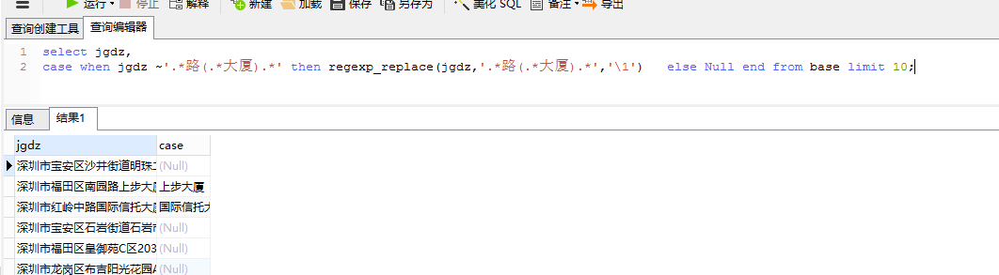 运行 停止 解释 新建 加载 保存 另存为 美化 SQL 备注 导出
查询创建工具 查询编辑器
1 select jgdz,
2 case when jgdz ~'.*路(.*大厦).*' then regexp_replace(jgdz,'.*路(.*大厦).*','\1') else Null end from base limit 10;
信息 结果1
jgdz case
深圳市宝安区沙井街道明珠 (Null)
深圳市福田区南园路上步大 上步大厦
深圳市红岭中路国际信托大 国际信托大
深圳市宝安区石岩街道石岩 (Null)
深圳市福田区皇御苑C区203 (Null)
深圳市龙岗区布吉阳光花园 (Null)